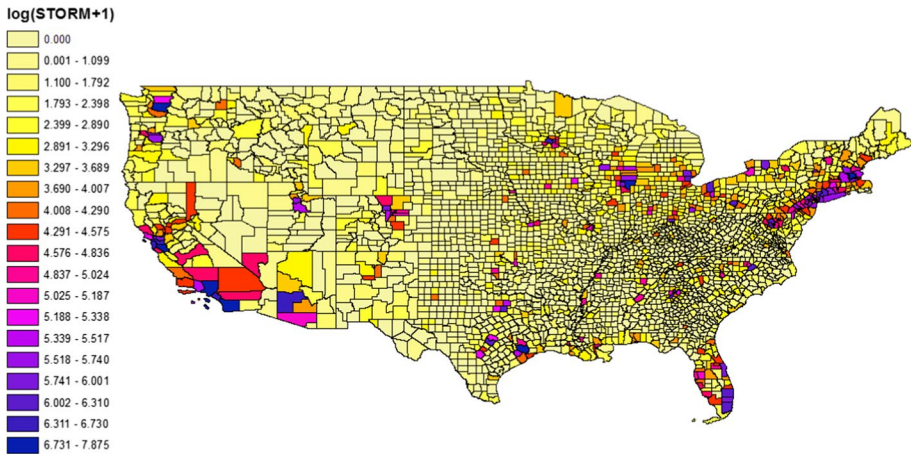 log(STORM+1)
0.000
0.001 - 1.099
1.100 - 1.792
1.793 - 2.398
2.399 - 2.890
2.891 - 3.296
3.297 - 3.689
3.690 - 4.007
4.008 - 4.290
4.291 - 4.575
4.576 - 4.836
4.837 - 5.024
5.025 - 5.187
5.188 - 5.338
5.339 - 5.517
5.518 - 5.740
5.741 - 6.001
6.002 - 6.310
6.311 - 6.730
6.731 - 7.875